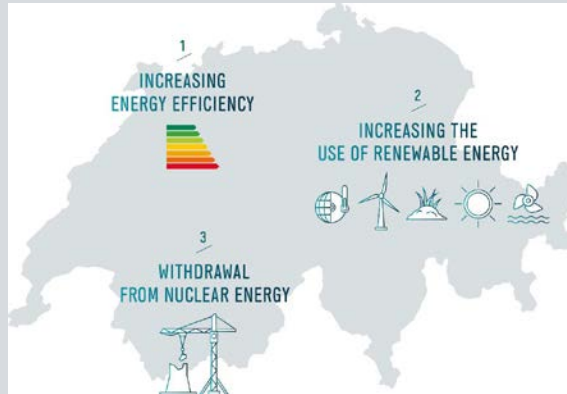 1
INCREASING
ENERGY EFFICIENCY
2
INCREASING THE
USE OF RENEWABLE ENERGY
3
WITHDRAWAL
FROM NUCLEAR ENERGY